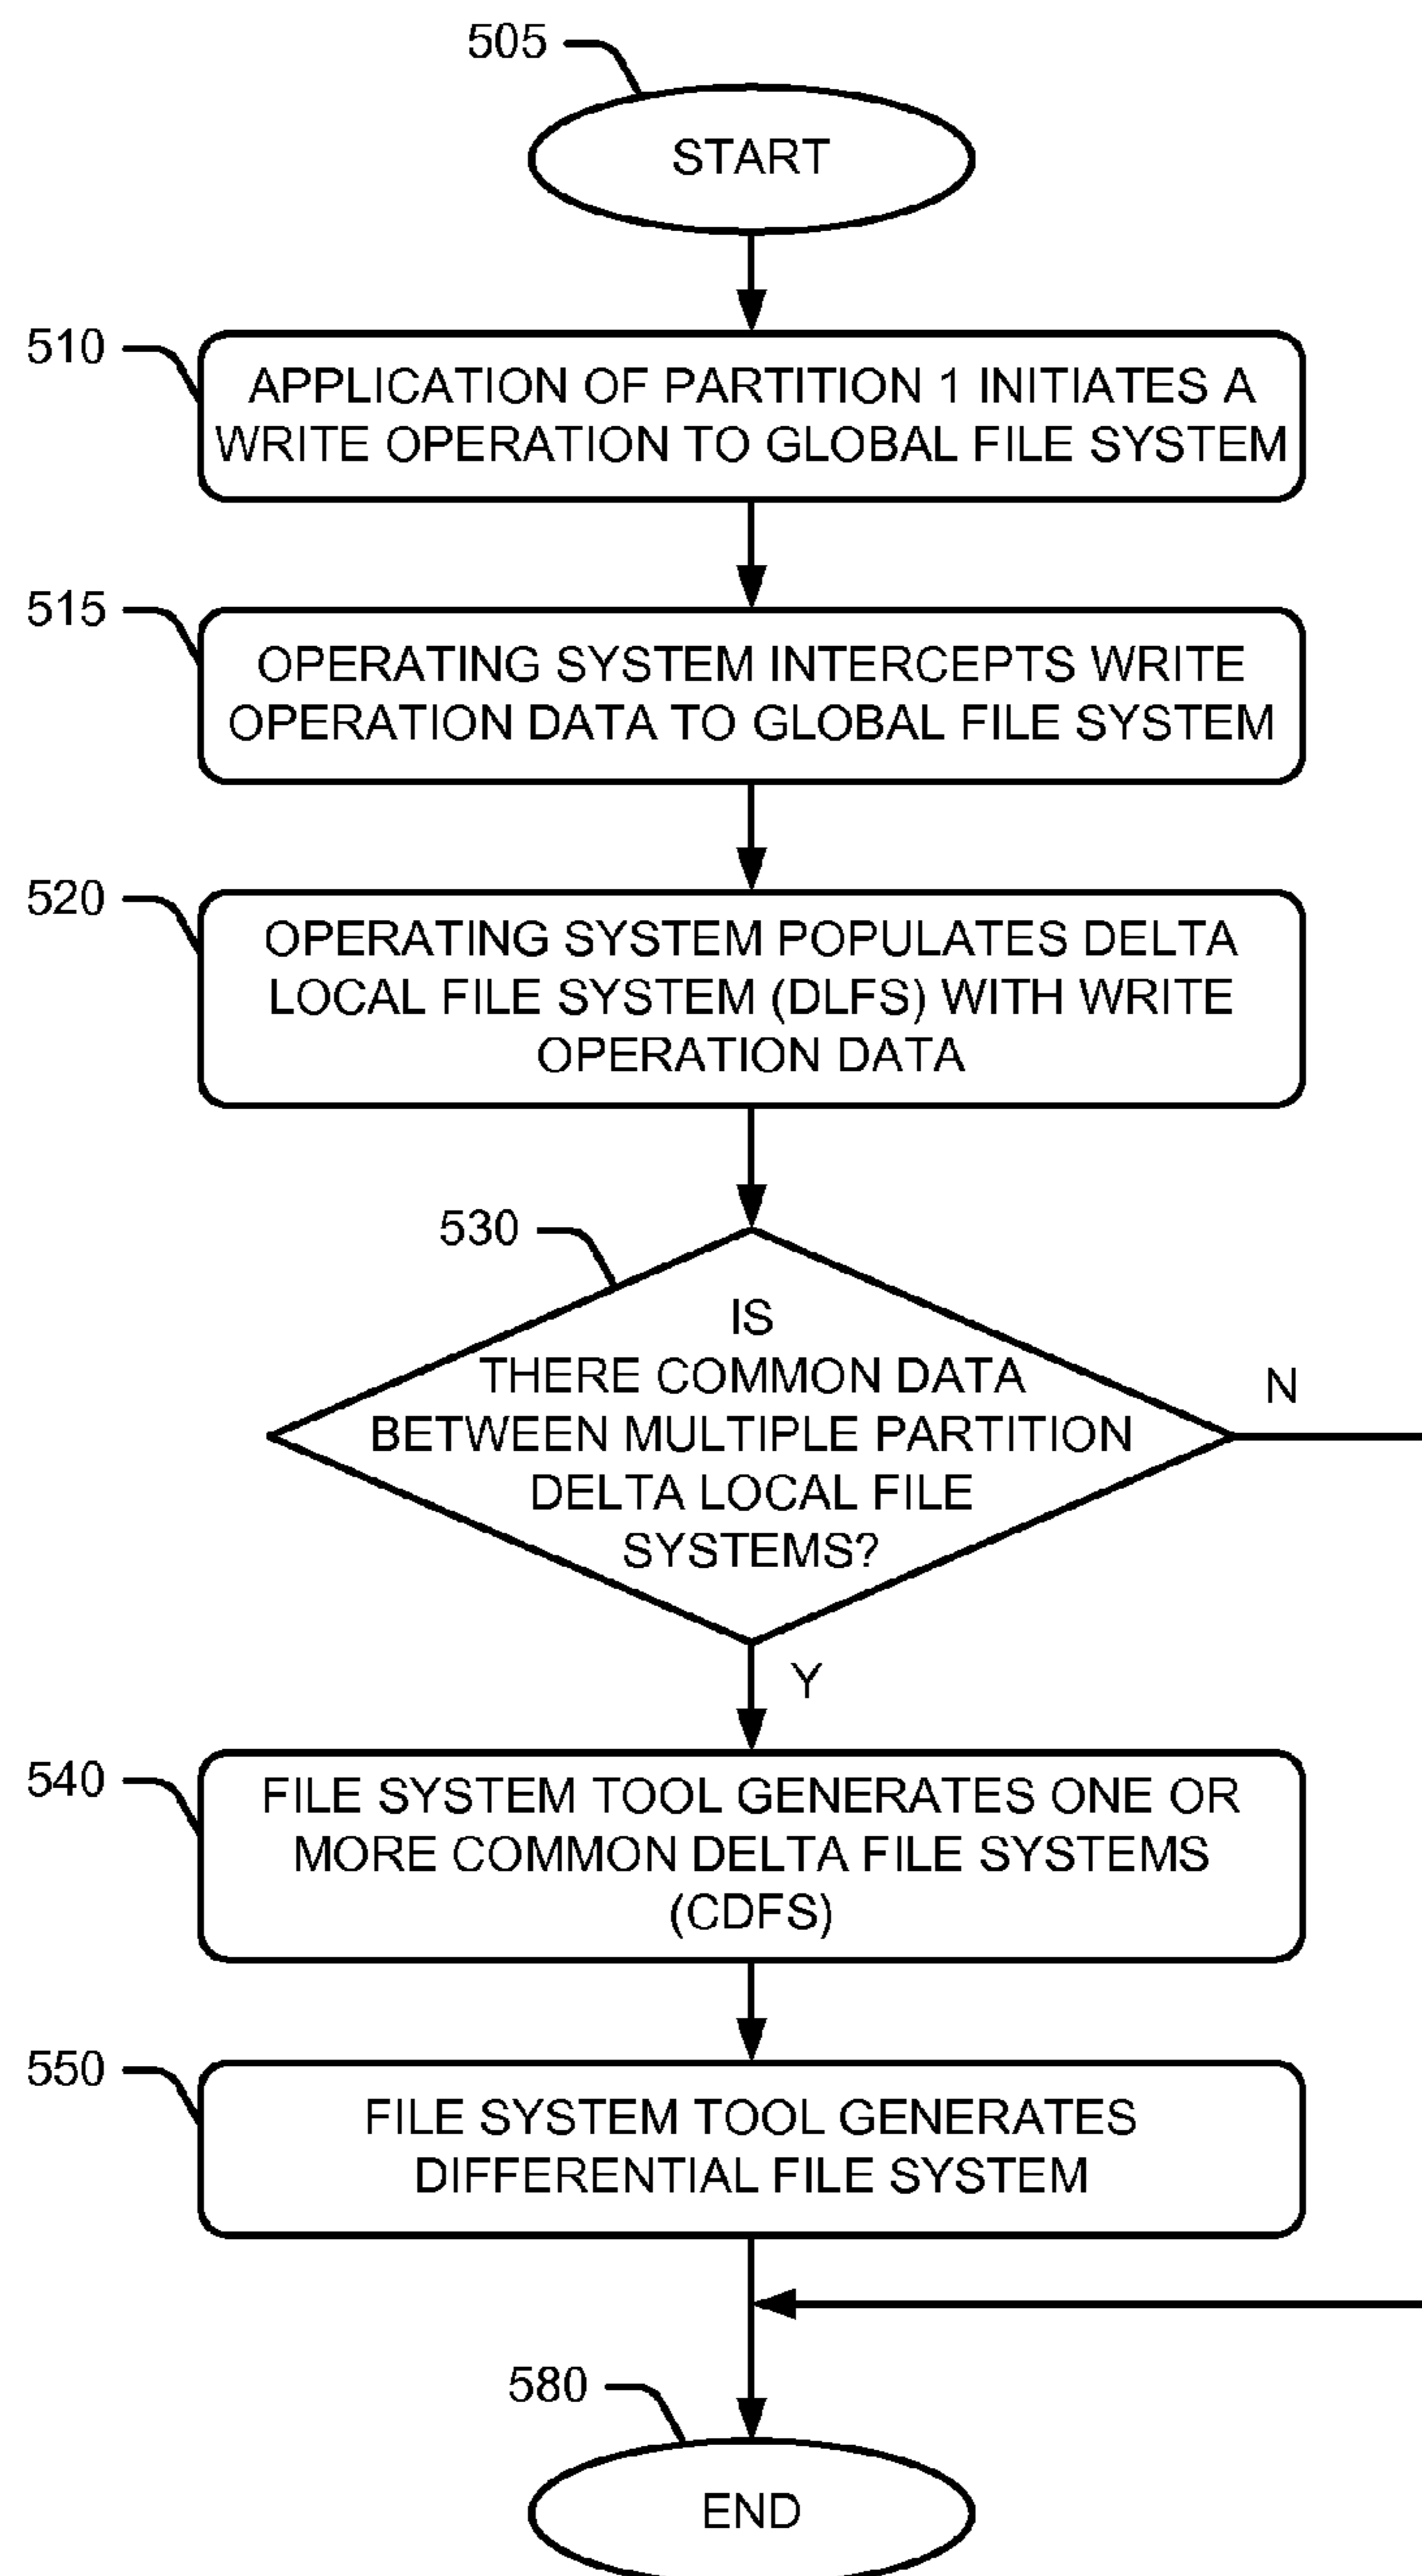 505
START
510
APPLICATION OF PARTITION 1 INITIATES A
WRITE OPERATION TO GLOBAL FILE SYSTEM
515
OPERATING SYSTEM INTERCEPTS WRITE
OPERATION DATA TO GLOBAL FILE SYSTEM
520
OPERATING SYSTEM POPULATES DELTA
LOCAL FILE SYSTEM (DLFS) WITH WRITE
OPERATION DATA
530
IS
THERE COMMON DATA
BETWEEN MULTIPLE PARTITION
DELTA LOCAL FILE
SYSTEMS?
N
Y
540
FILE SYSTEM TOOL GENERATES ONE OR
MORE COMMON DELTA FILE SYSTEMS
(CDFS)
550
FILE SYSTEM TOOL GENERATES
DIFFERENTIAL FILE SYSTEM
580
END